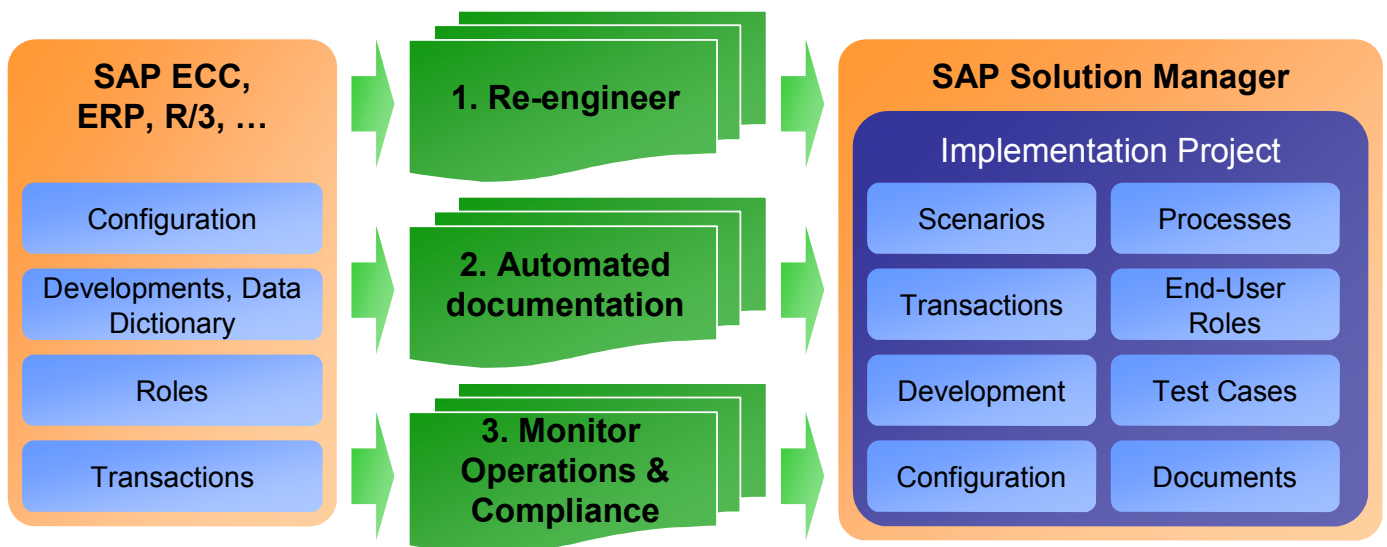 SAP ECC,
ERP, R/3, …
Configuration
Developments, Data
Dictionary
Roles
Transactions
1. Re-engineer
2. Automated
documentation
3. Monitor
Operations &
Compliance
SAP Solution Manager
Implementation Project
Scenarios
Processes
Transactions
End-User
Roles
Development
Test Cases
Configuration
Documents